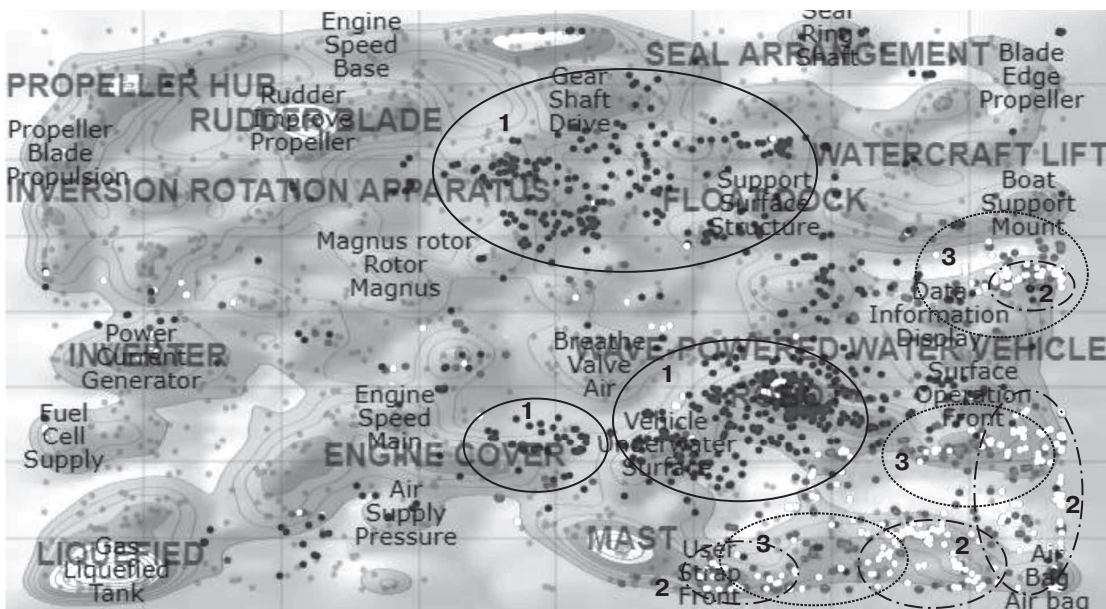 Engine
Speed
Base
Seal
Ring
Shaft
SEAL ARRANGEMENT
Blade
Edge
Propeller
PROPELLER HUB
Gear
Shaft
Drive
Rudder
Improve
Propeller
RUDDER BLADE
1
Propeller
Blade
Propulsion
WATERCRAFT LIFT
INVERSION ROTATION APPARATUS
Support
Surface
Structure
Boat
Support
Mount
Magnus rotor
Rotor
Magnus
3
2
Data
Information
Display
Power
Current
Generator
INVERTER
Breathe
Valve
Air
WAVE-POWERED WATER VEHICLE
1
Surface
Operation
Front
Engine
Speed
Main
1
Fuel
Cell
Supply
Vehicle
Underwater
Surface
ENGINE COVER
3
Air
Supply
Pressure
2
LIQUEFIED
Gas
Liquefied
Tank
MAST
User
Strap
Front
3
2
2
Air
Bag
Air bag